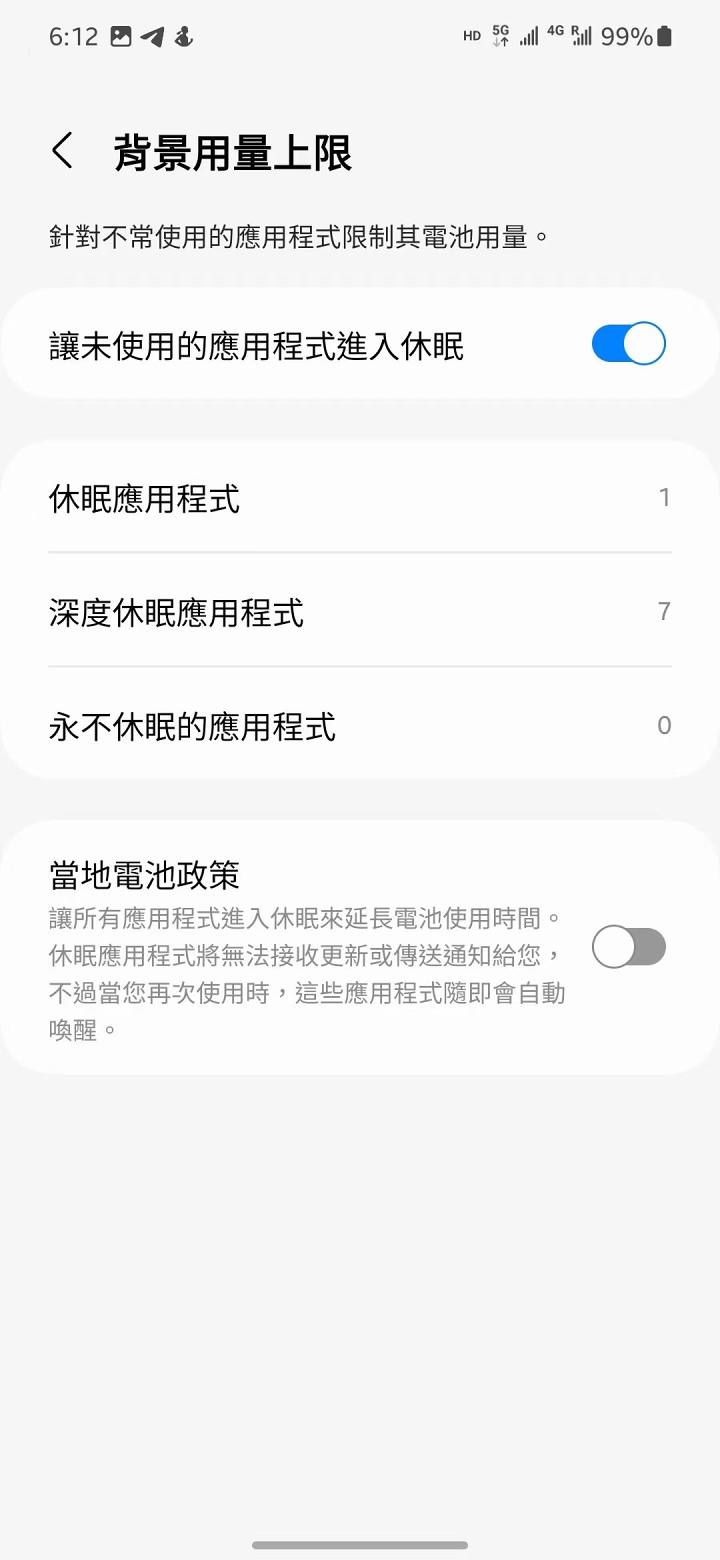 6:12 HD 5G 4G R 99%
背景用量上限
針對不常使用的應用程式限制其電池用量。
讓未使用的應用程式進入休眠
休眠應用程式 1
深度休眠應用程式 7
永不休眠的應用程式 0
當地電池政策
讓所有應用程式進入休眠來延長電池使用時間。
休眠應用程式將無法接收更新或傳送通知給您，
不過當您再次使用時，這些應用程式隨即會自動
喚醒。